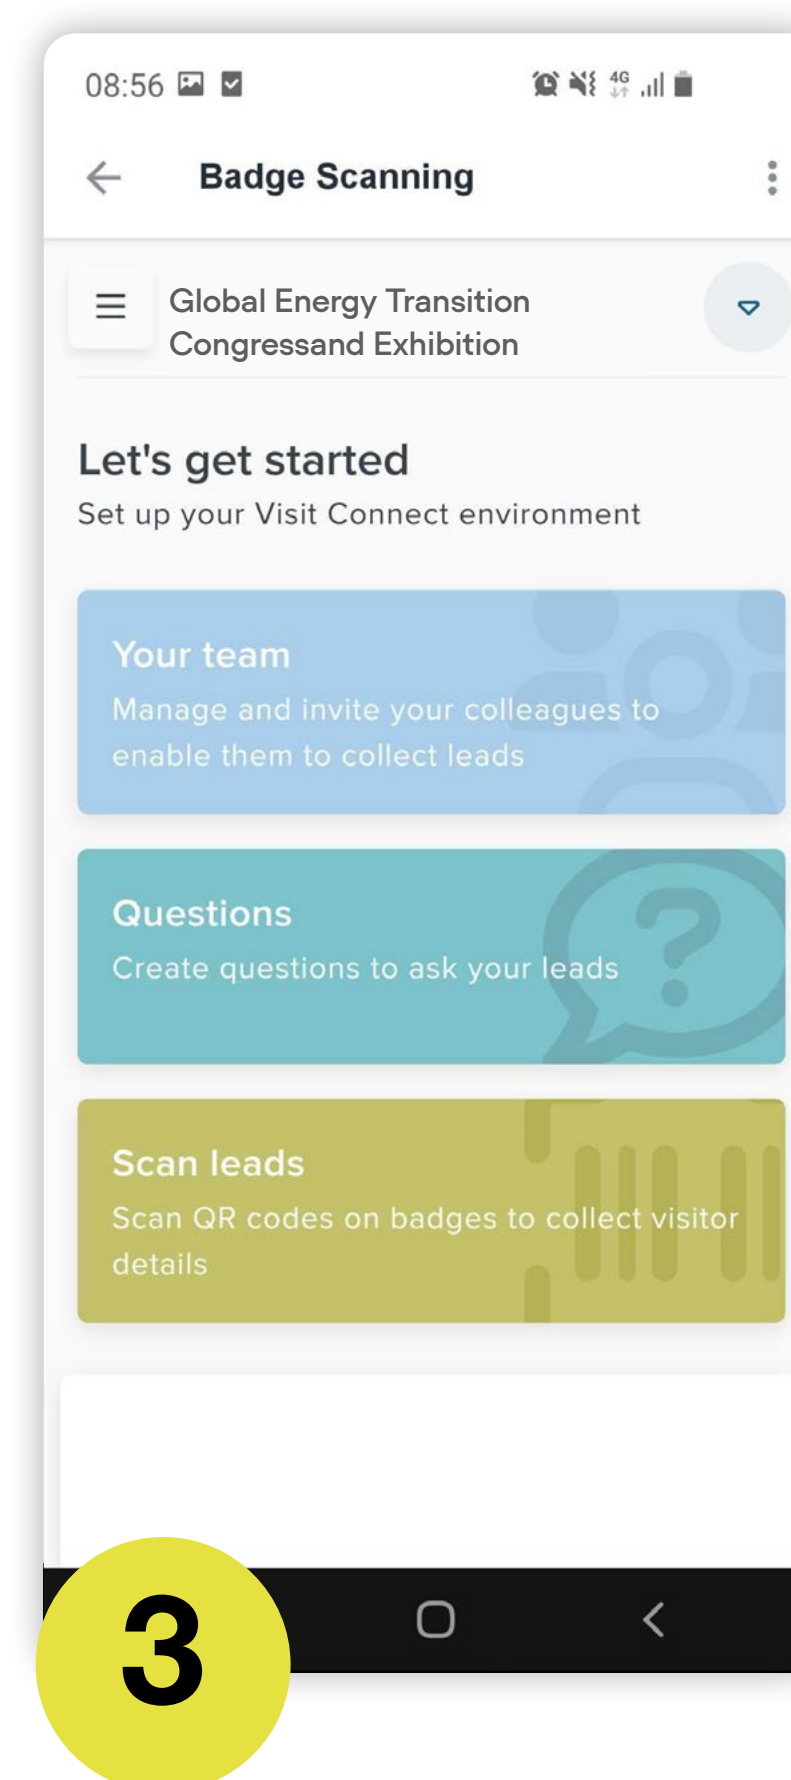 08:56
4G
Badge Scanning
Global Energy Transition
Congressand Exhibition
Let's get started
Set up your Visit Connect environment
Your team
Manage and invite your colleagues to
enable them to collect leads
Questions
Create questions to ask your leads
?
Scan leads
Scan QR codes on badges to collect visitor
details
3